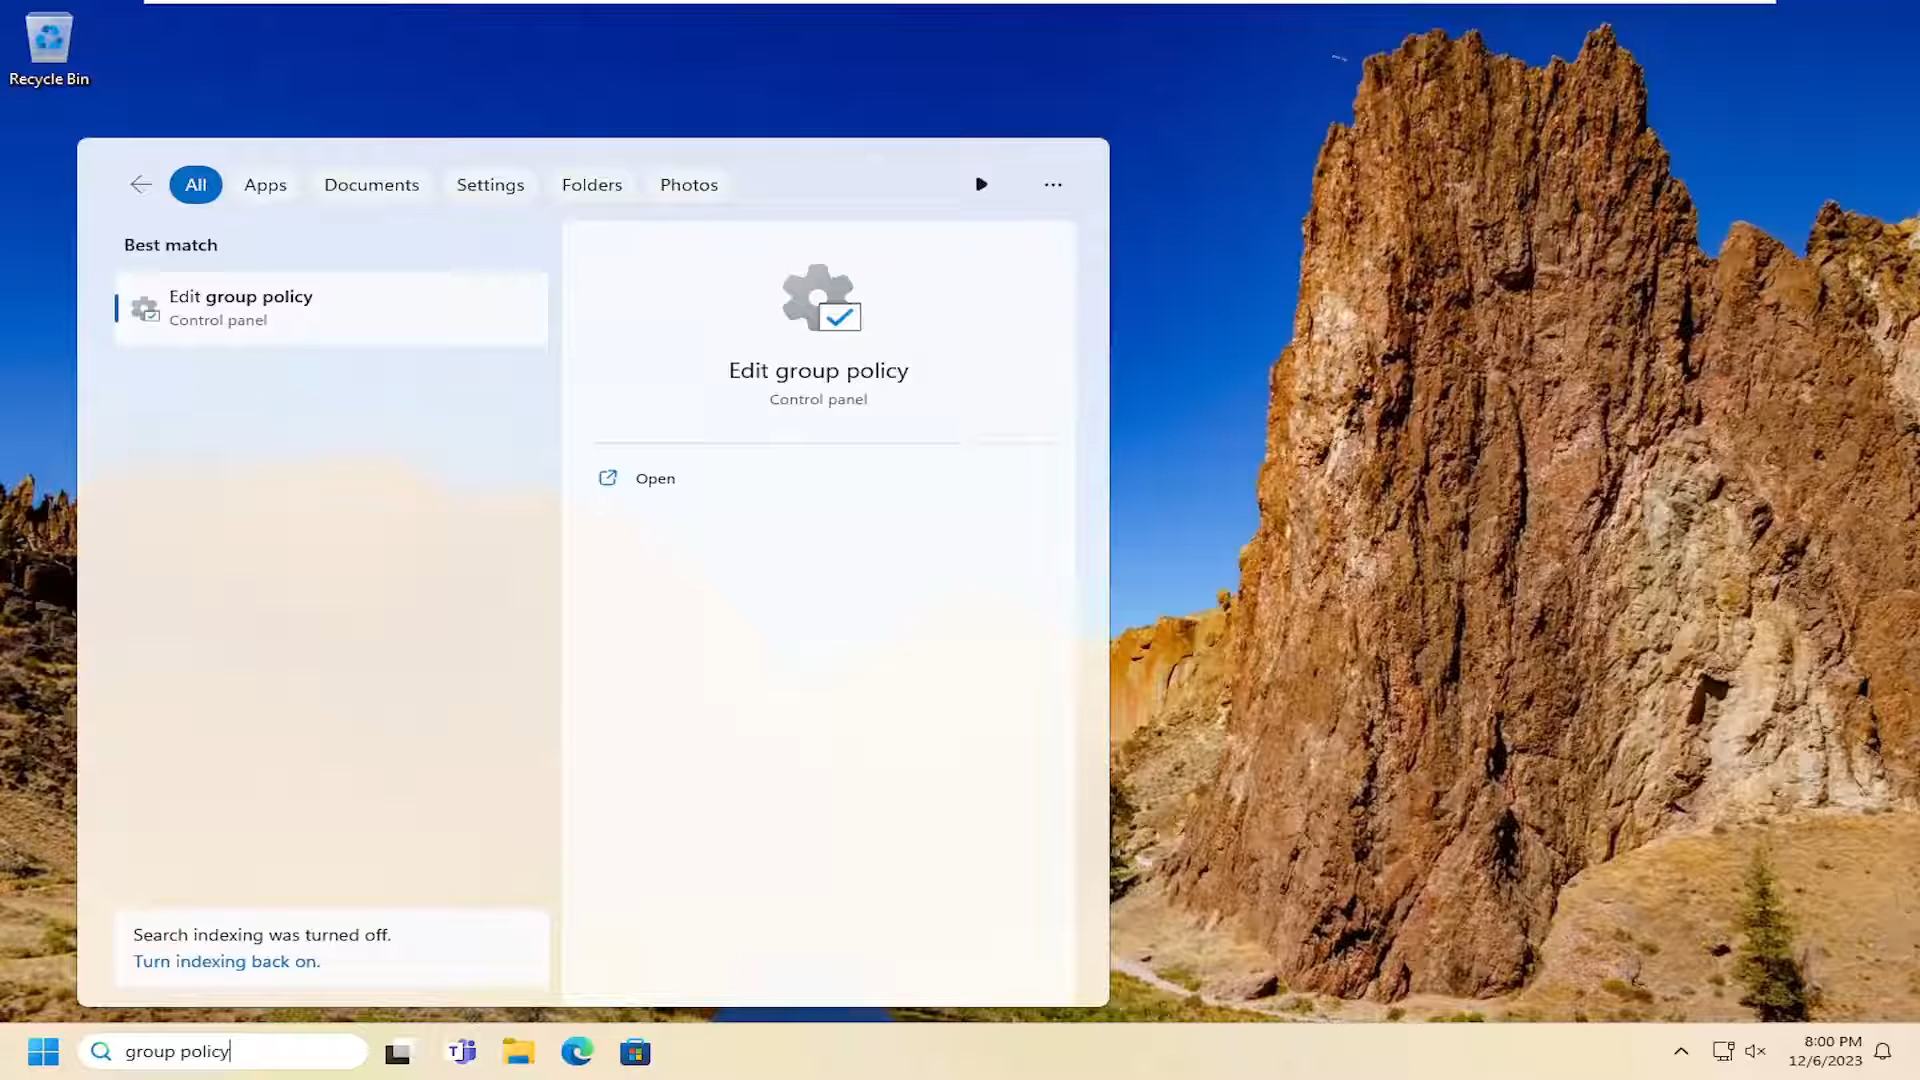 Recycle Bin
All
Apps
Documents
Settings
Folders
Photos
Best match
Edit group policy
Control panel
Edit group policy
Control panel
Open
Search indexing was turned off.
Turn indexing back on.
group policy
8:00 PM
12/6/2023